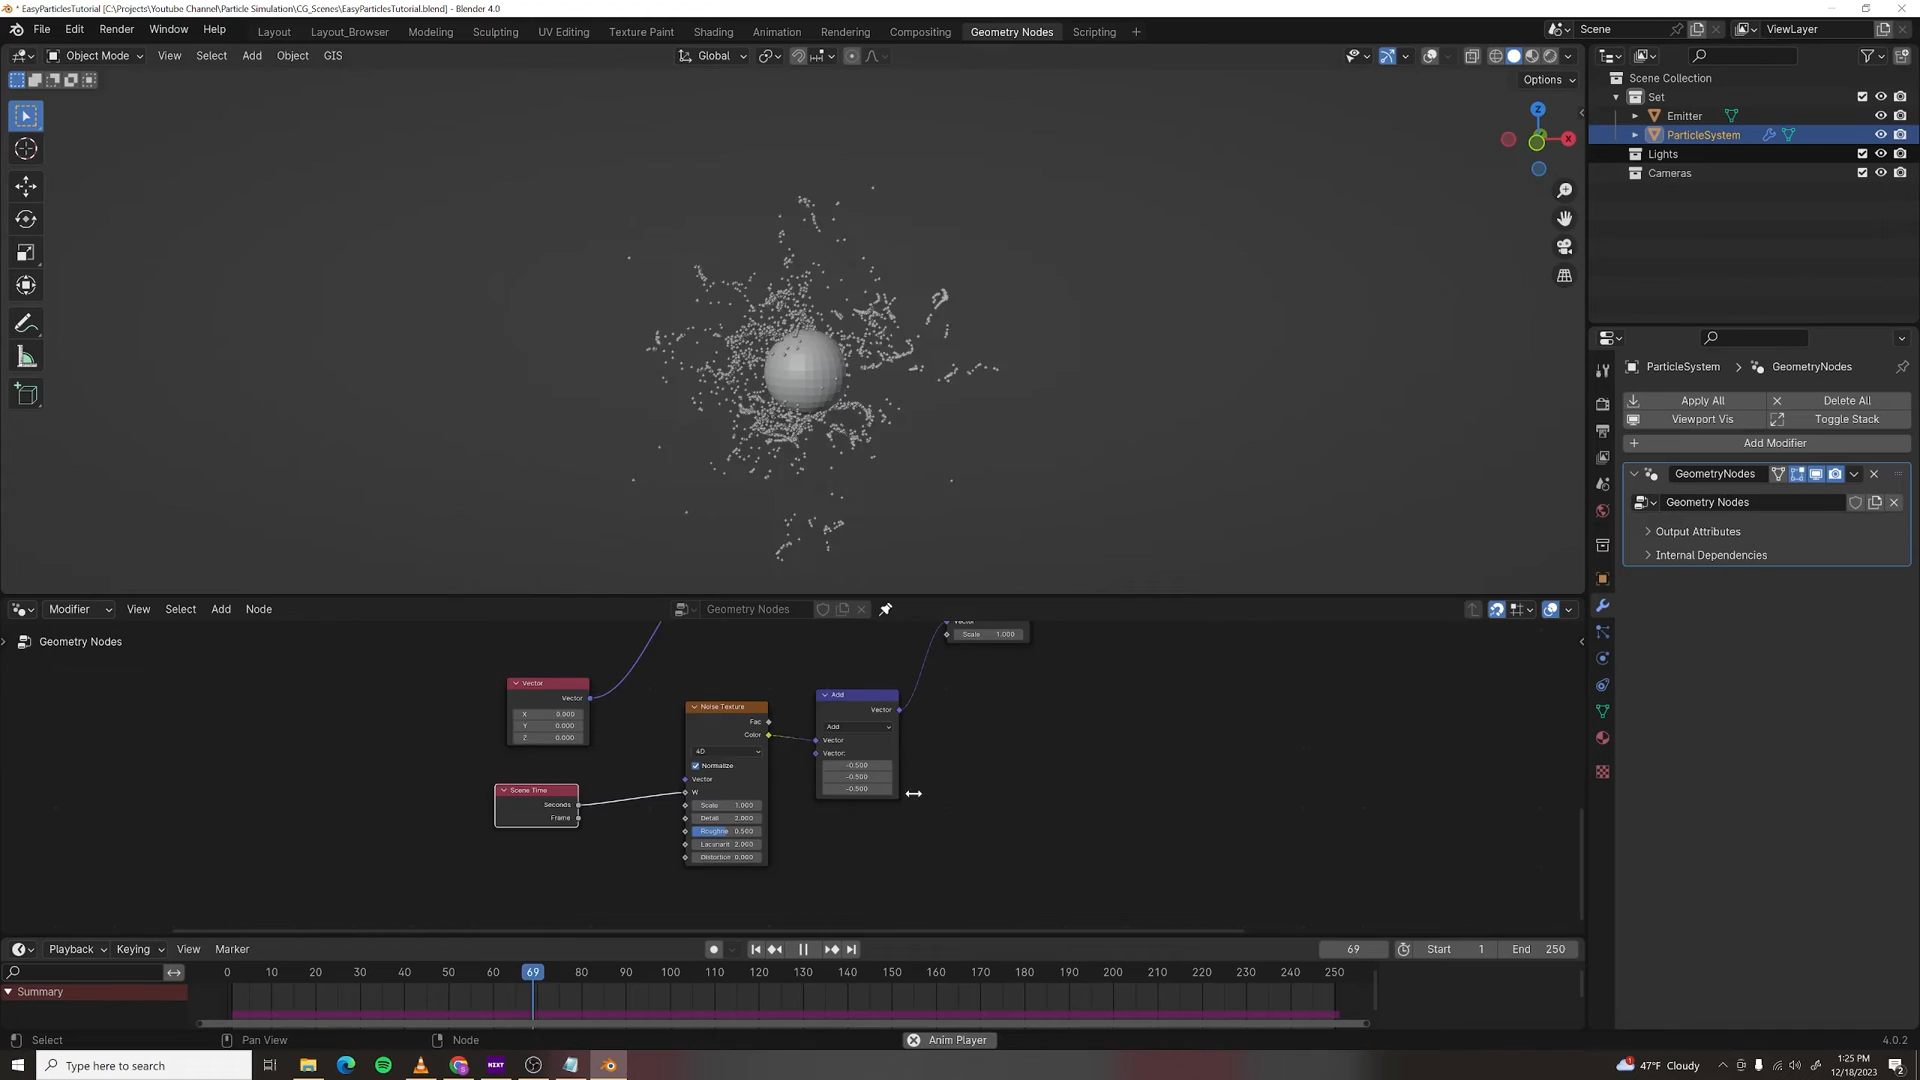 * EasyParticlesTutorial [C:\Projects\Youtube Channel\Particle Simulation\CG_Scenes\EasyParticlesTutorial.blend] - Blender 4.0
File Edit Render Window Help Layout Layout_Browser Modeling Sculpting UV Editing Texture Paint Shading Animation Rendering Compositing Geometry Nodes Scripting + Scene ViewLayer
Object Mode View Select Add Object GIS Global
Options
Scene Collection
Set
Emitter
ParticleSystem
Lights
Cameras
Z
X
ParticleSystem > GeometryNodes
Apply All Delete All
Viewport Vis Toggle Stack
Add Modifier
GeometryNodes
Geometry Nodes
Output Attributes
Internal Dependencies
Modifier View Select Add Node Geometry Nodes
Geometry Nodes
Vector
Scale 1.000
Vector
Vector
X 0.000
Y 0.000
Z 0.000
Scene Time
Seconds
Frame
Noise Texture
Fac
Color
4D
Normalize
Vector
W
Scale 1.000
Detail 2.000
Roughne 0.500
Lacunarit 2.000
Distortion 0.000
Add
Vector
Add
Vector
Vector:
-0.500
-0.500
-0.500
Playback Keying View Marker 69 Start 1 End 250
0 10 20 30 40 50 60 69 80 90 100 110 120 130 140 150 160 170 180 190 200 210 220 230 240 250
Summary
Select Pan View Node Anim Player 4.0.2
Type here to search NEXT 47°F Cloudy 1:25 PM
12/18/2023